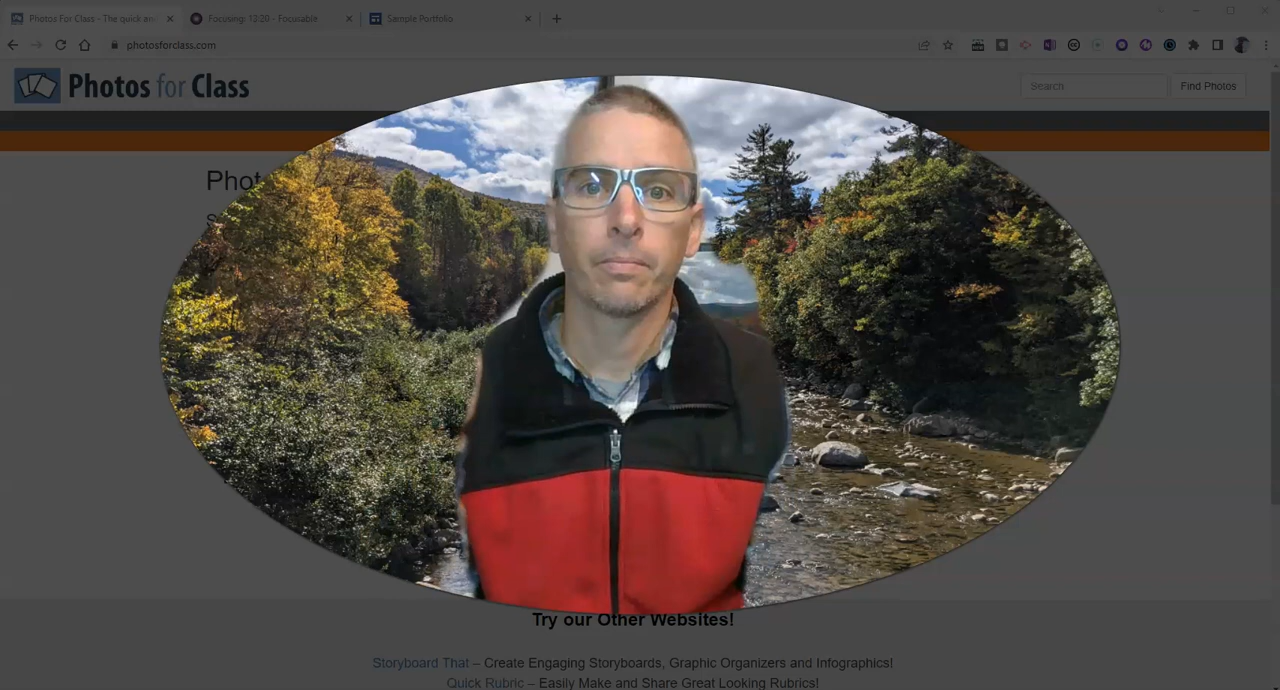 Photos For Class - The quick an
Focusing: 13:20 - Focusable
Sample Portfolio
photosforclass.com
Photos for Class
Search
Find Photos
Phot
S
Try our Other Websites!
Storyboard That – Create Engaging Storyboards, Graphic Organizers and Infographics!
Quick Rubric – Easily Make and Share Great Looking Rubrics!